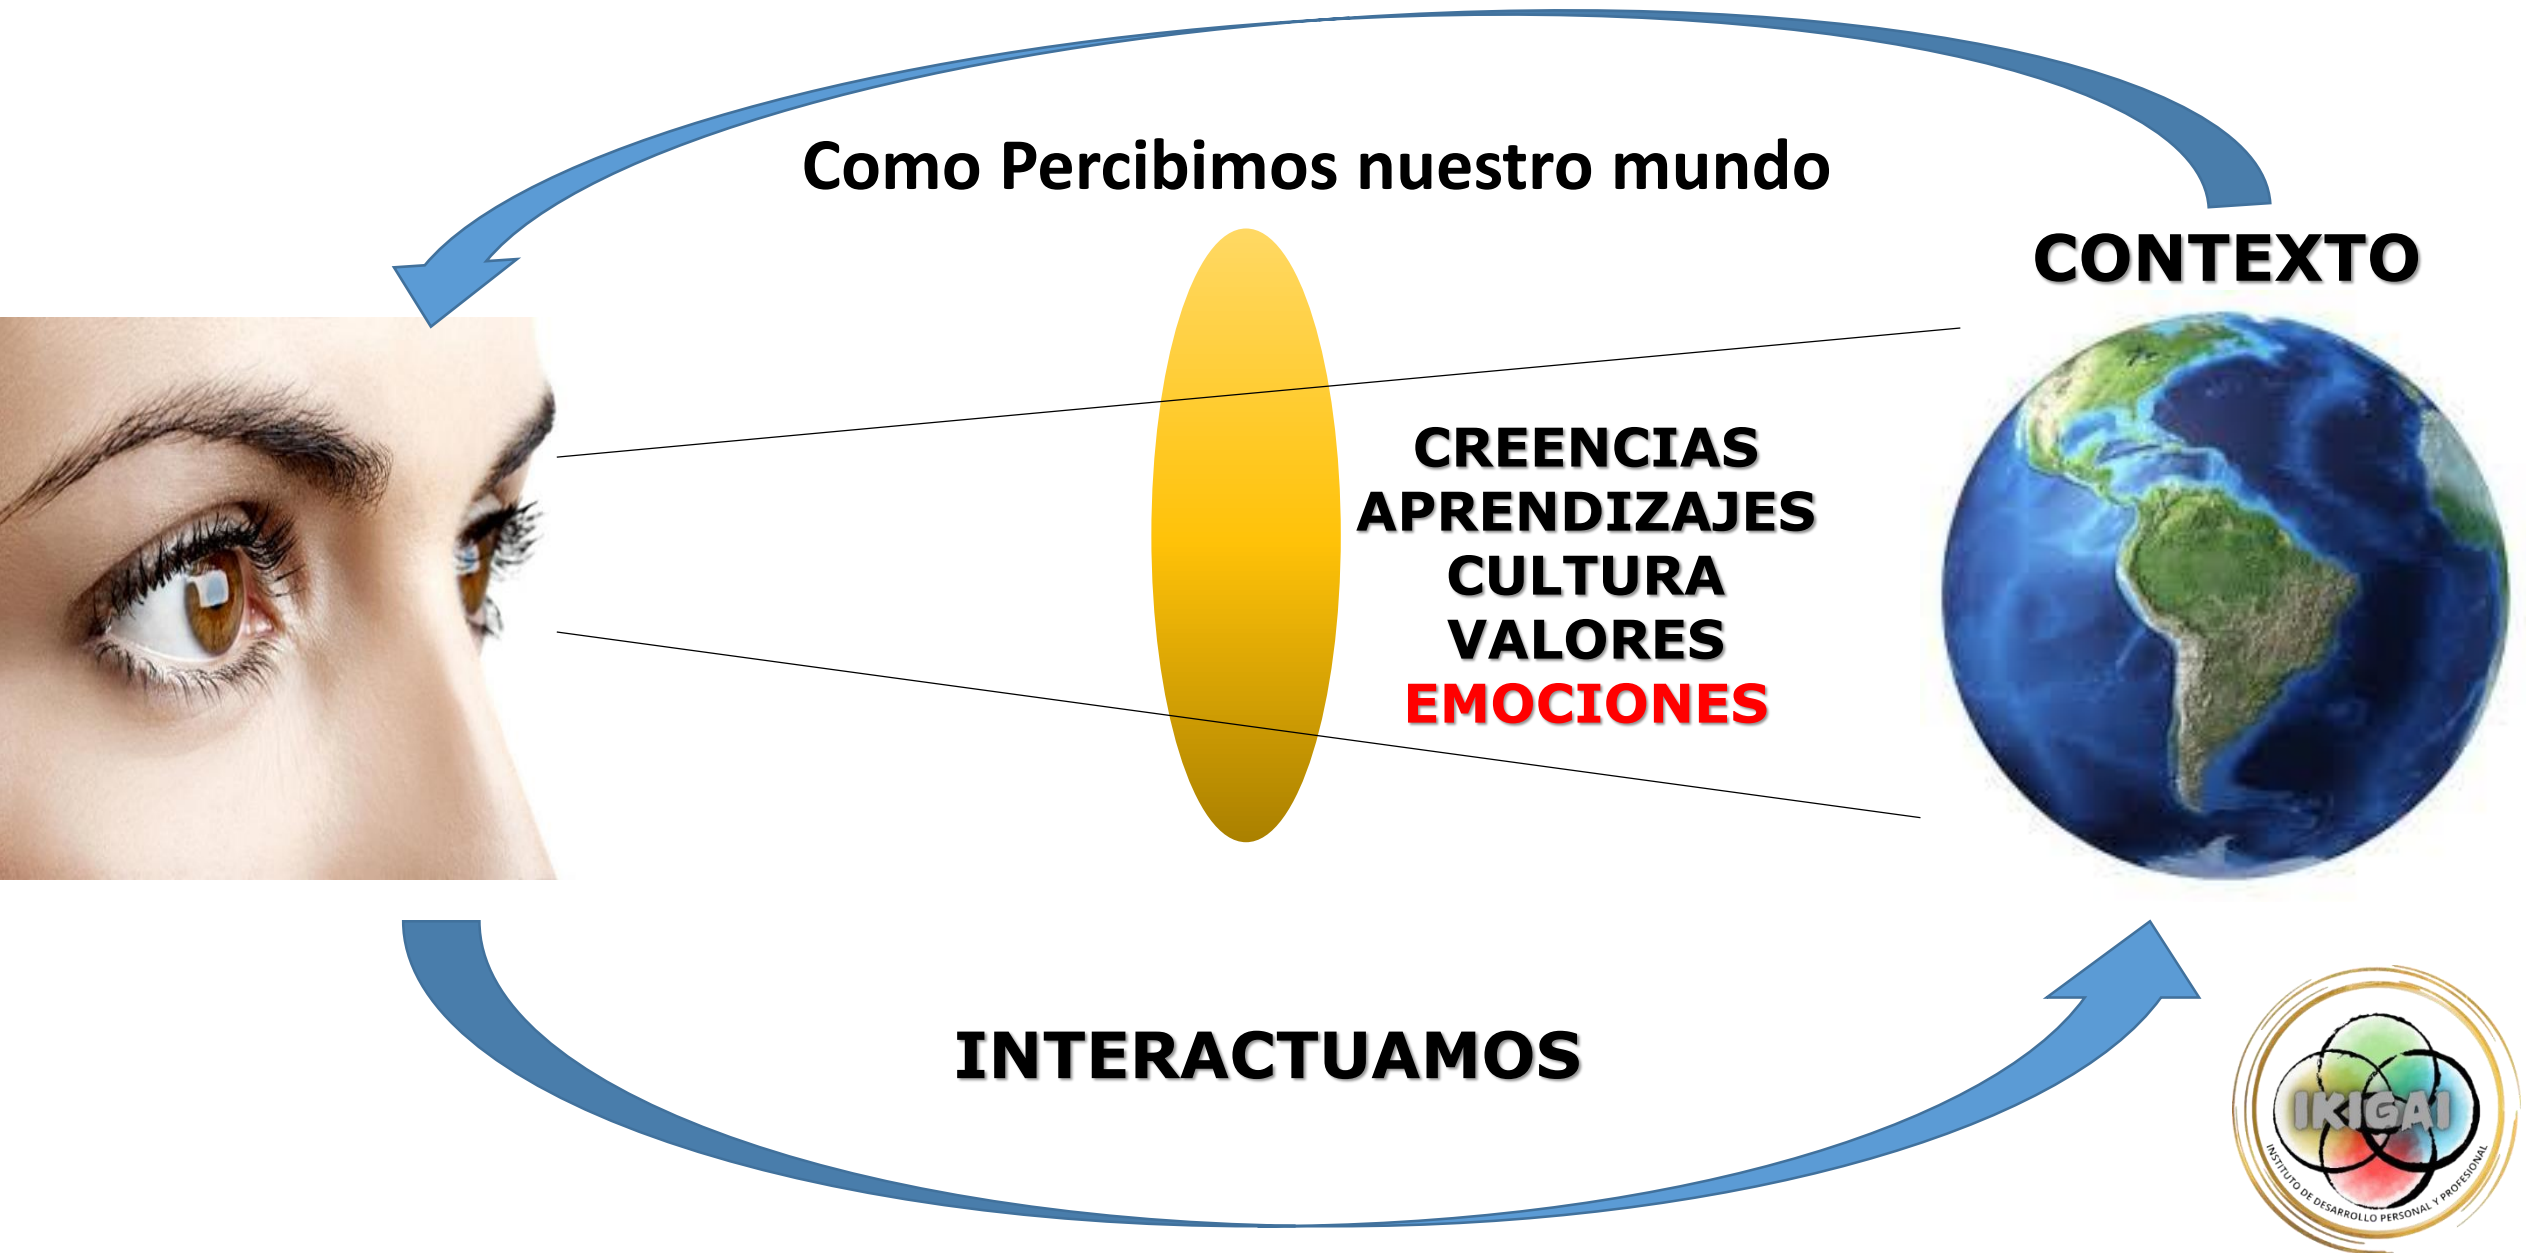 Como Percibimos nuestro mundo
CONTEXTO
CREENCIAS
APRENDIZAJES
CULTURA
VALORES
EMOCIONES
INTERACTUAMOS
IKIGAI
INSTITUTO DE DESARROLLO PERSONAL Y PROFESIONAL